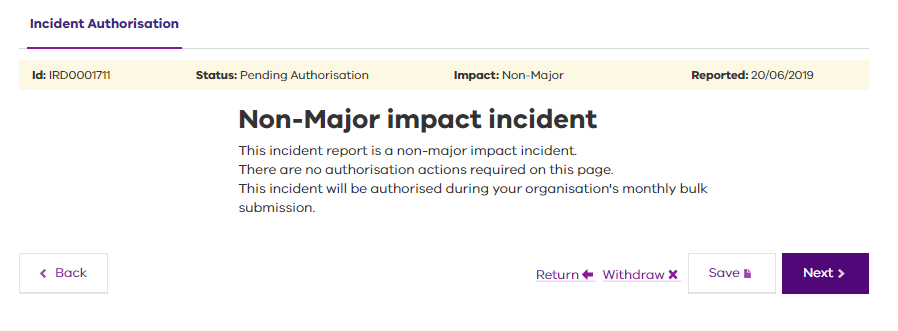 Incident Authorisation
Id: IRD0001711 Status: Pending Authorisation Impact: Non-Major Reported: 20/06/2019
Non-Major impact incident
This incident report is a non-major impact incident.
There are no authorisation actions required on this page.
This incident will be authorised during your organisation's monthly bulk
submission.
Back Return Withdraw Save Next